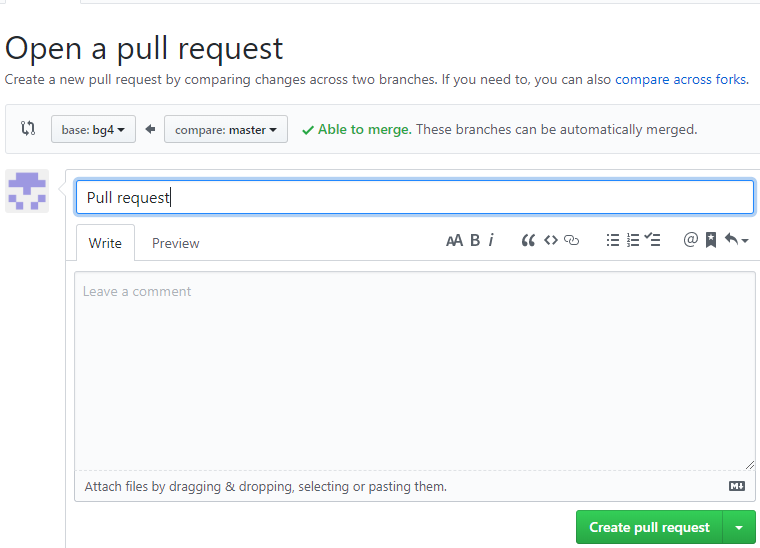 Open a pull request
Create a new pull request by comparing changes across two branches. If you need to, you can also compare across forks.
base: bg4 compare: master Able to merge. These branches can be automatically merged.
Pull request
Write Preview AA B i @
Leave a comment
Attach files by dragging & dropping, selecting or pasting them. M
Create pull request